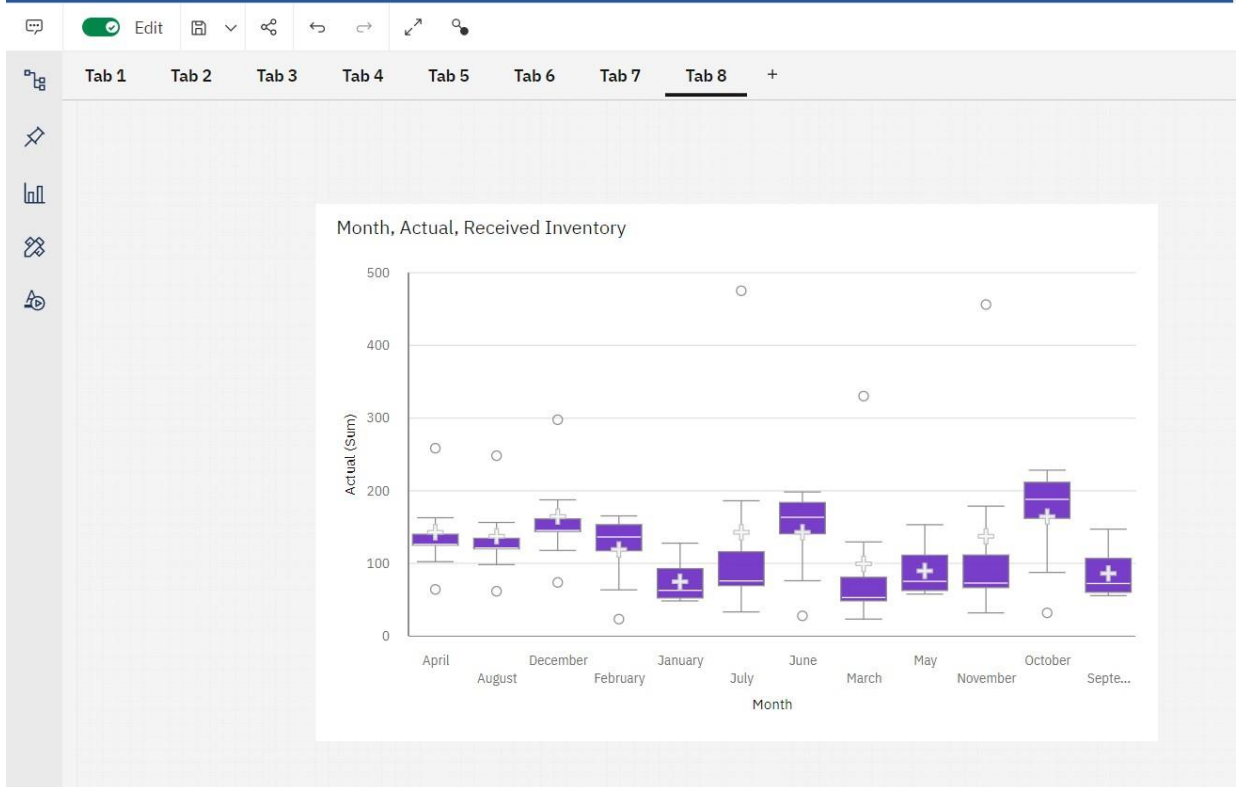 Edit
Tab 1 Tab 2 Tab 3 Tab 4 Tab 5 Tab 6 Tab 7 Tab 8 +
Month, Actual, Received Inventory
500
400
300
200
100
0
Actual (Sum)
April December January June May October
August February July March November Septe...
Month